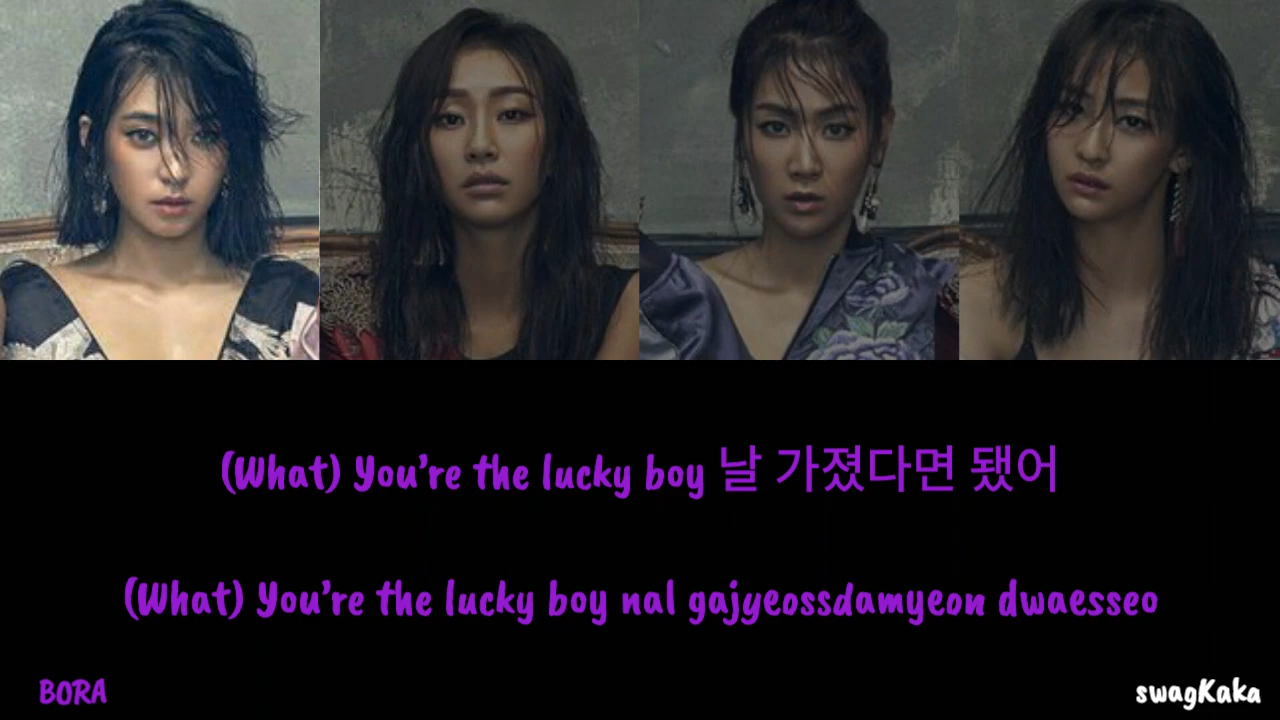 (What) You’re the lucky boy 날 가졌다면 됐어
(What) You’re the lucky boy nal gajyeossdamyeon dwaesseo
BORA
swagKaka